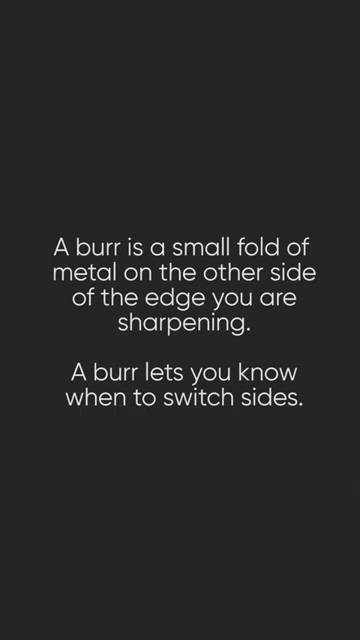 A burr is a small fold of
metal on the other side
of the edge you are
sharpening.
A burr lets you know
when to switch sides.